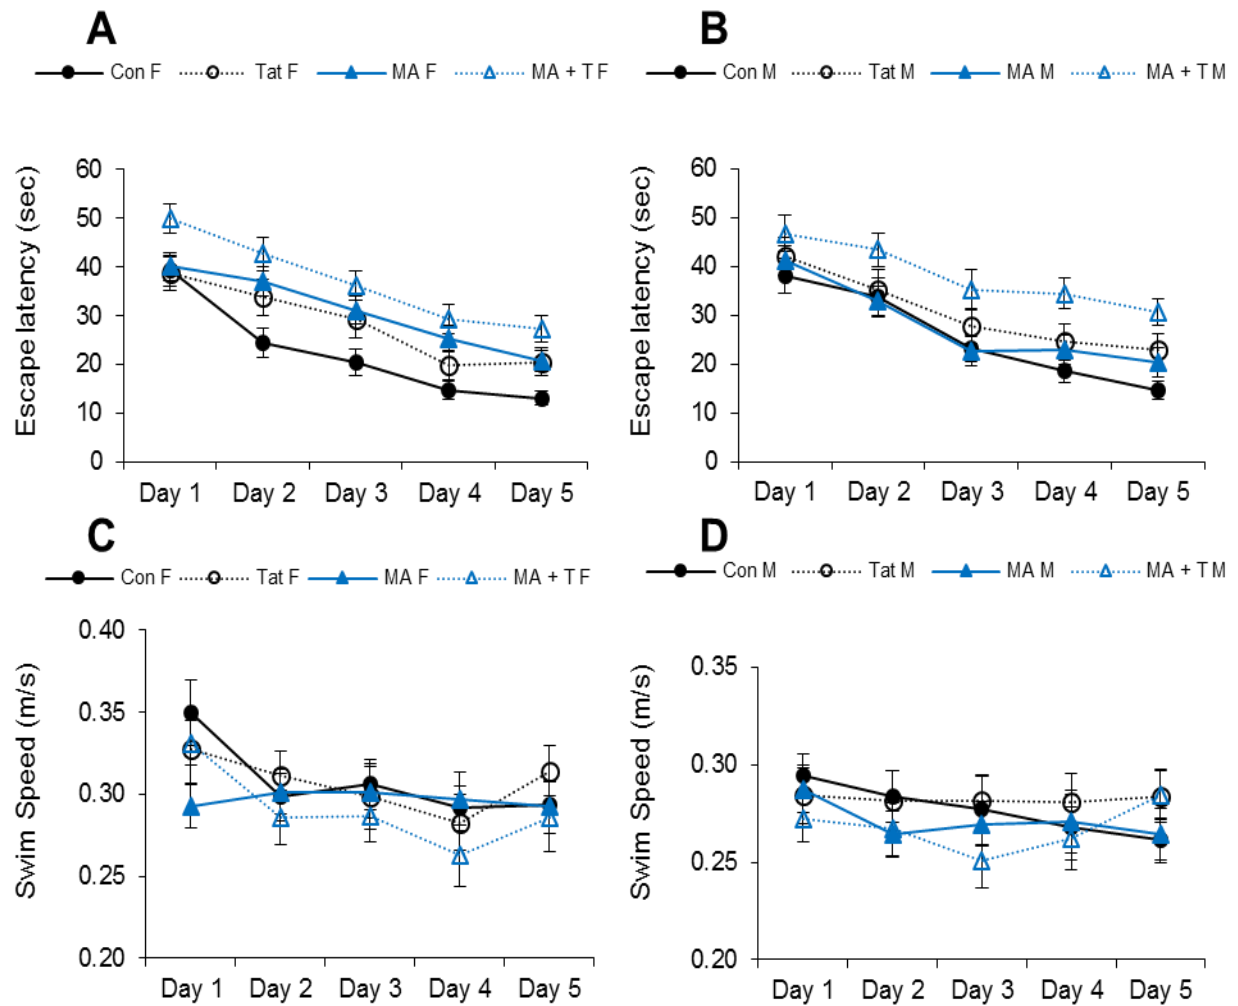 A
Con F Tat F MA F MA + T F
Escape latency (sec)
60
50
40
30
20
10
0
Day 1 Day 2 Day 3 Day 4 Day 5
B
Con M Tat M MA M MA + T M
Escape latency (sec)
60
50
40
30
20
10
0
Day 1 Day 2 Day 3 Day 4 Day 5
C
Con F Tat F MA F MA + T F
Swim Speed (m/s)
0.40
0.35
0.30
0.25
0.20
Day 1 Day 2 Day 3 Day 4 Day 5
D
Con M Tat M MA M MA + T M
Swim Speed (m/s)
0.35
0.30
0.25
0.20
Day 1 Day 2 Day 3 Day 4 Day 5